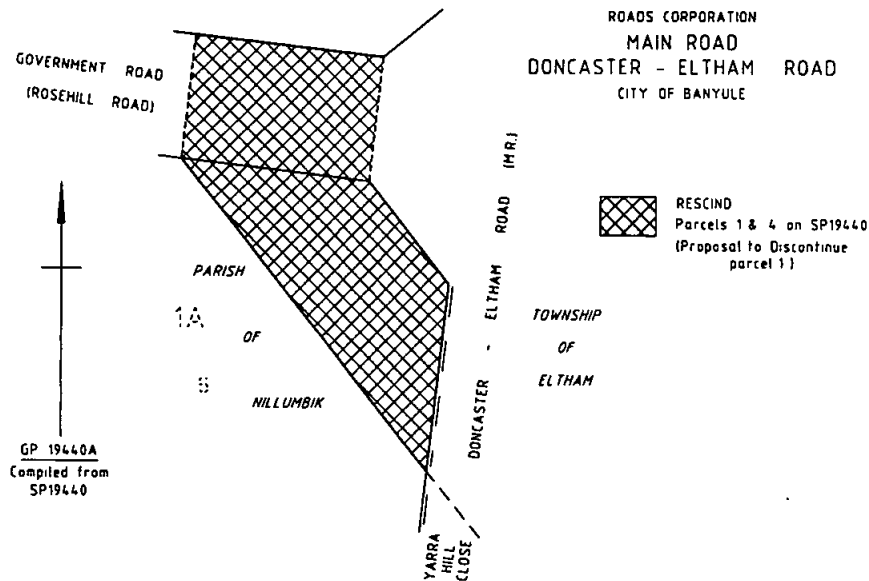 ROADS CORPORATION
MAIN ROAD
DONCASTER - ELTHAM ROAD
CITY OF BANYULE
GOVERNMENT ROAD
(ROSEHILL ROAD)
RESCIND
Parcels 1 & 4 on SP19440
(Proposal to Discontinue
parcel 1)
PARISH
1A
OF
5
NILLUMBIK
DONCASTER - ELTHAM ROAD (M.R.)
TOWNSHIP
OF
ELTHAM
GP 19440A
Compiled from
SP19440
YARRA
HILL
CLOSE